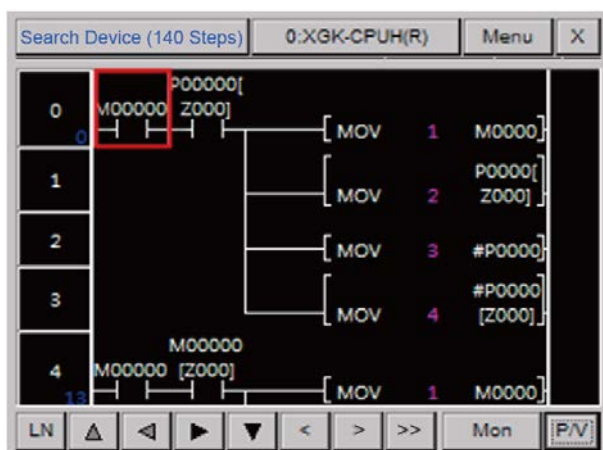 Search Device (140 Steps) 0:XGK-CPUH(R) Menu X
P00000[
0 M00000 Z000]
0 MOV 1 M0000
P0000[
1 MOV 2 Z000]
2 MOV 3 #P0000
#P0000
3 MOV 4 [Z000]
M00000
4 M00000 [Z000]
13 MOV 1 M0000
LN < > >> Mon P/V